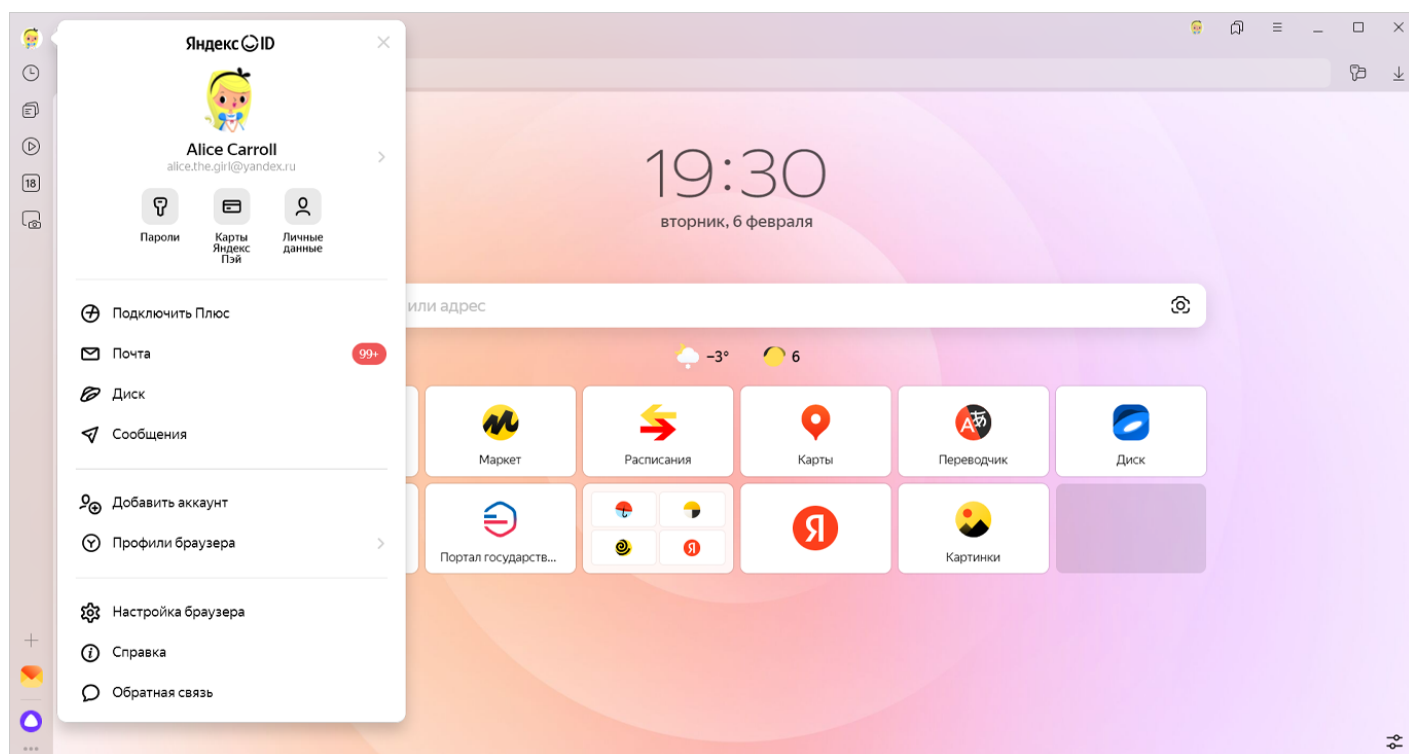 Яндекс ID
Alice Carroll
alice.the.girl@yandex.ru
Пароли
Карты
Яндекс
Пэй
Личные
данные
Подключить Плюс
Почта
99+
Диск
Сообщения
Добавить аккаунт
Профили браузера
Настройка браузера
Справка
Обратная связь
18
19:30
вторник, 6 февраля
или адрес
−3°
6
Маркет
Расписания
Карты
Переводчик
Диск
Портал государств...
Я
Я
Картинки